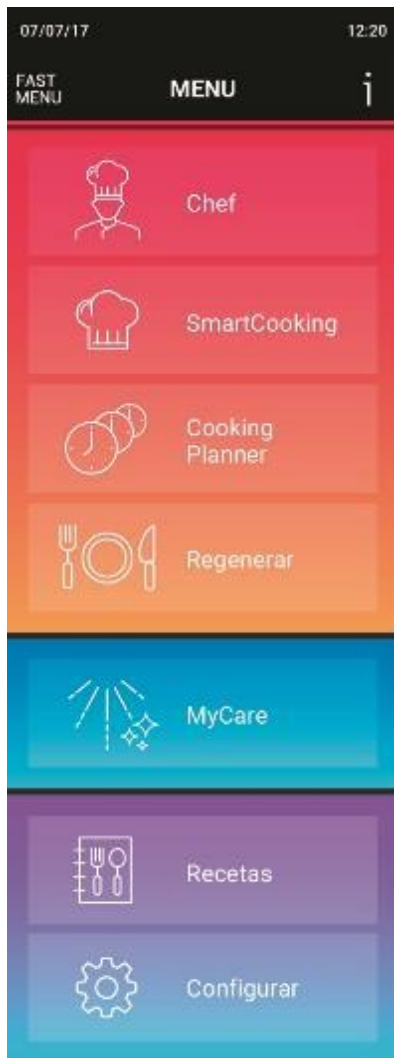 07/07/17 12:20
FAST
MENU
MENU
i
Chef
SmartCooking
Cooking
Planner
Regenerar
MyCare
Recetas
Configurar